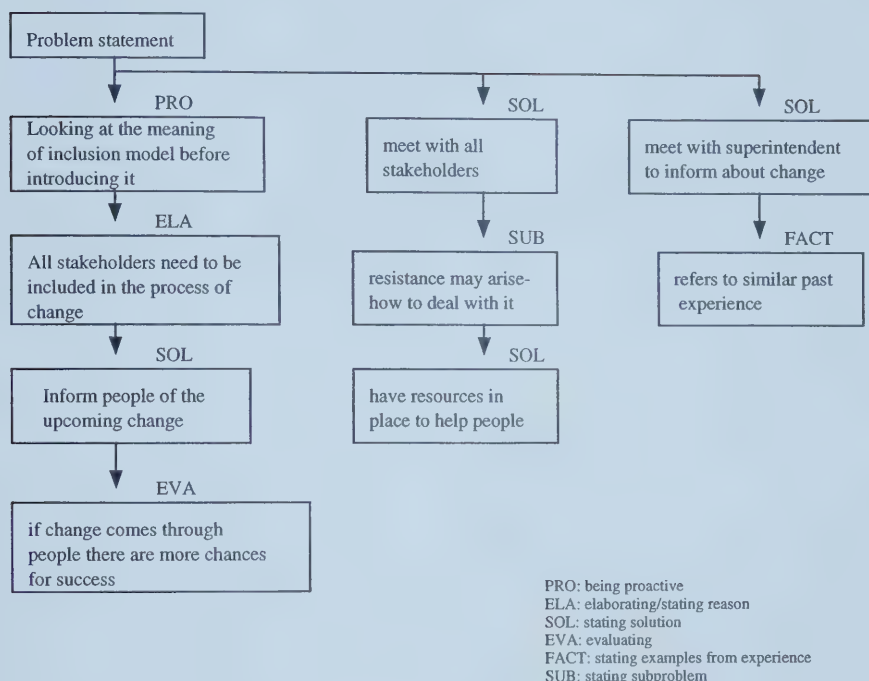 Problem statement
PRO
Looking at the meaning
of inclusion model before
introducing it
ELA
All stakeholders need to be
included in the process of
change
SOL
Inform people of the
upcoming change
EVA
if change comes through
people there are more chances
for success
SOL
meet with all
stakeholders
SUB
resistance may arise-
how to deal with it
SOL
have resources in
place to help people
SOL
meet with superintendent
to inform about change
FACT
refers to similar past
experience
PRO: being proactive
ELA: elaborating/stating reason
SOL: stating solution
EVA: evaluating
FACT: stating examples from experience
SUB: stating subproblem